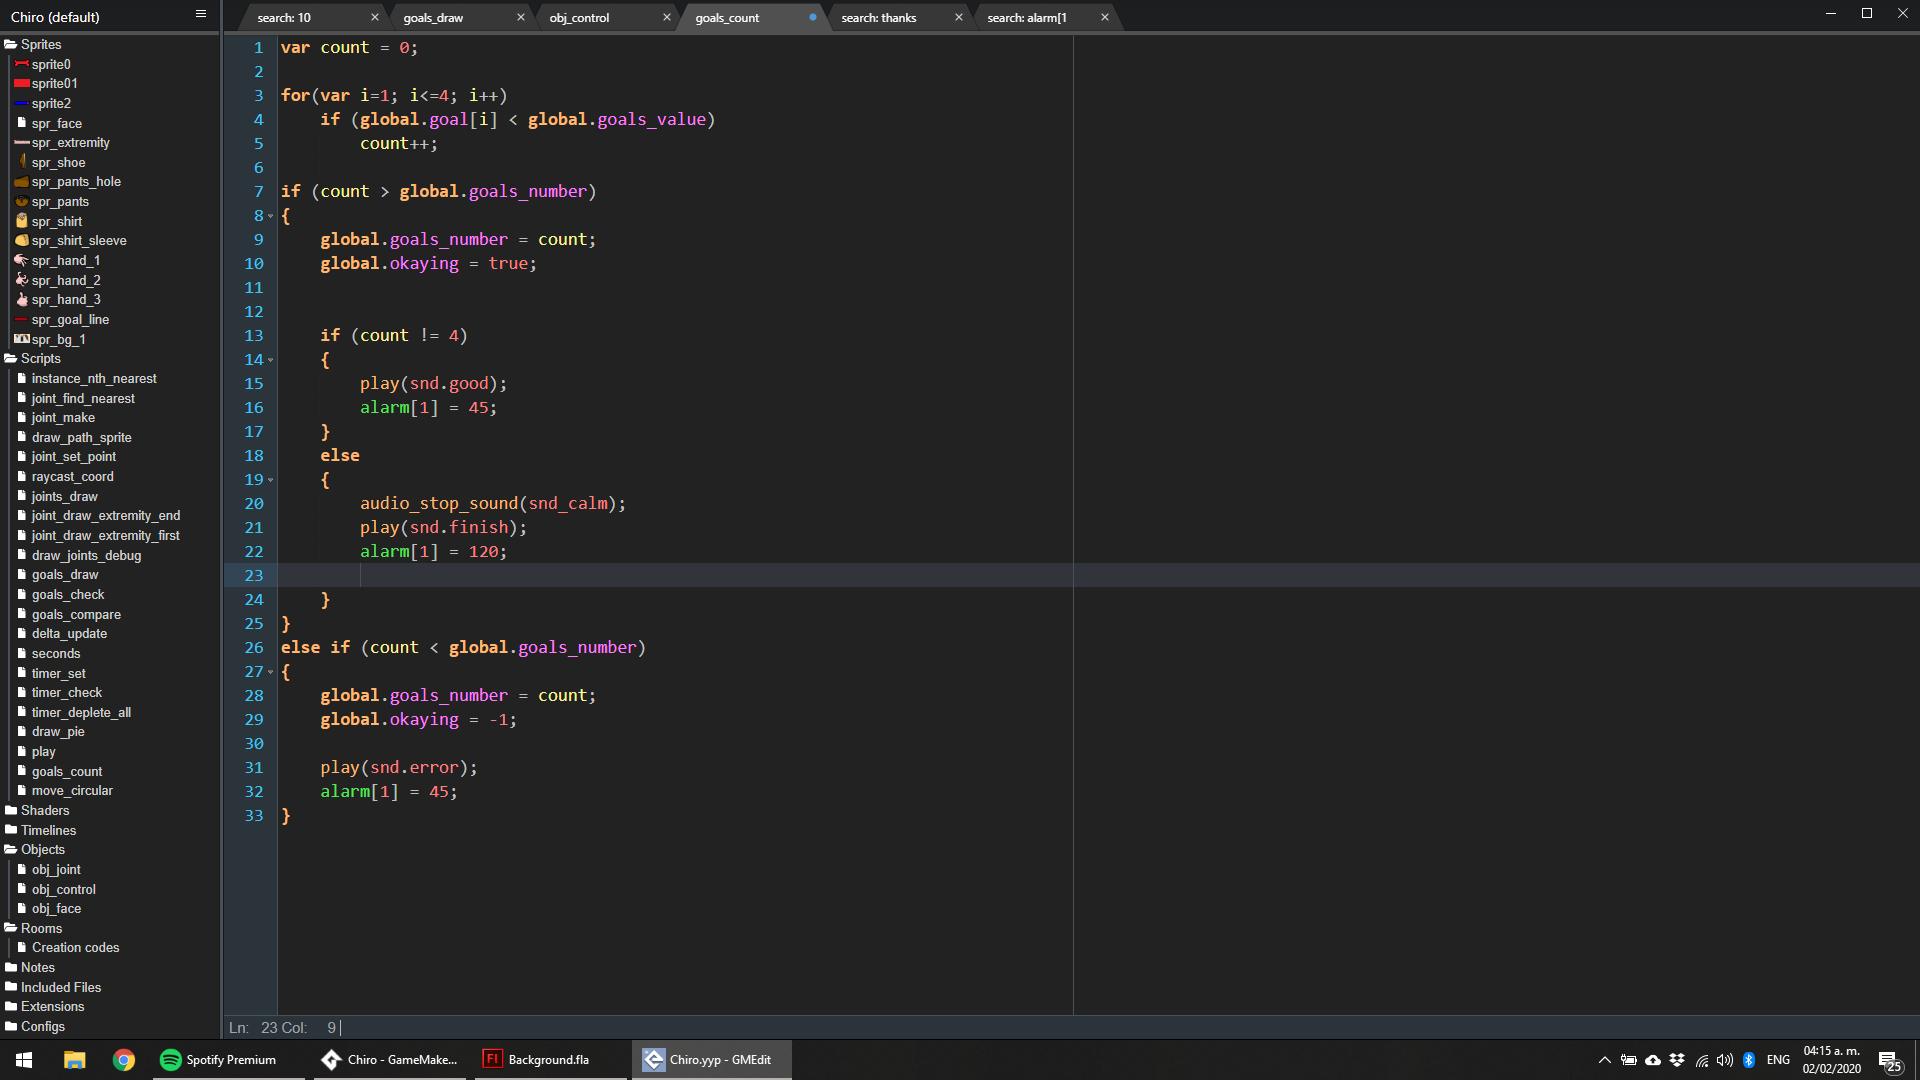 Chiro (default)
search: 10
goals_draw
obj_control
goals_count
search: thanks
search: alarm[1
Sprites
sprite0
sprite01
sprite2
spr_face
spr_extremity
spr_shoe
spr_pants_hole
spr_pants
spr_shirt
spr_shirt_sleeve
spr_hand_1
spr_hand_2
spr_hand_3
spr_goal_line
spr_bg_1
Scripts
instance_nth_nearest
joint_find_nearest
joint_make
draw_path_sprite
joint_set_point
raycast_coord
joints_draw
joint_draw_extremity_end
joint_draw_extremity_first
draw_joints_debug
goals_draw
goals_check
goals_compare
delta_update
seconds
timer_set
timer_check
timer_deplete_all
draw_pie
play
goals_count
move_circular
Shaders
Timelines
Objects
obj_joint
obj_control
obj_face
Rooms
Creation codes
Notes
Included Files
Extensions
Configs
1 var count = 0;
2
3 for(var i=1; i<=4; i++)
4 if (global.goal[i] < global.goals_value)
5 count++;
6
7 if (count > global.goals_number)
8 {
9 global.goals_number = count;
10 global.okaying = true;
11
12
13 if (count != 4)
14 {
15 play(snd.good);
16 alarm[1] = 45;
17 }
18 else
19 {
20 audio_stop_sound(snd_calm);
21 play(snd.finish);
22 alarm[1] = 120;
23
24 }
25 }
26 else if (count < global.goals_number)
27 {
28 global.goals_number = count;
29 global.okaying = -1;
30
31 play(snd.error);
32 alarm[1] = 45;
33 }
Ln: 23 Col: 9
Spotify Premium
Chiro - GameMake...
Fl Background.fla
Chiro.yyp - GMEdit
ENG
04:15 a. m.
02/02/2020
25